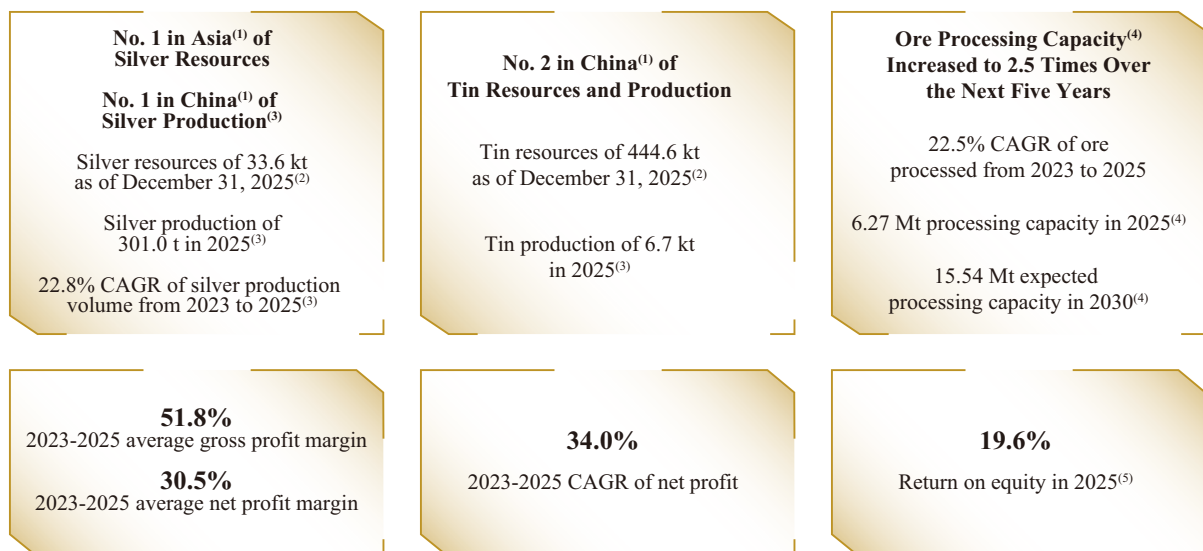 No. 1 in Asia(1) of
Silver Resources
No. 1 in China(1) of
Silver Production(3)
Silver resources of 33.6 kt
as of December 31, 2025(2)
Silver production of
301.0 t in 2025(3)
22.8% CAGR of silver production
volume from 2023 to 2025(3)
No. 2 in China(1) of
Tin Resources and Production
Tin resources of 444.6 kt
as of December 31, 2025(2)
Tin production of 6.7 kt
in 2025(3)
Ore Processing Capacity(4)
Increased to 2.5 Times Over
the Next Five Years
22.5% CAGR of ore
processed from 2023 to 2025
6.27 Mt processing capacity in 2025(4)
15.54 Mt expected
processing capacity in 2030(4)
51.8%
2023-2025 average gross profit margin
30.5%
2023-2025 average net profit margin
34.0%
2023-2025 CAGR of net profit
19.6%
Return on equity in 2025(5)